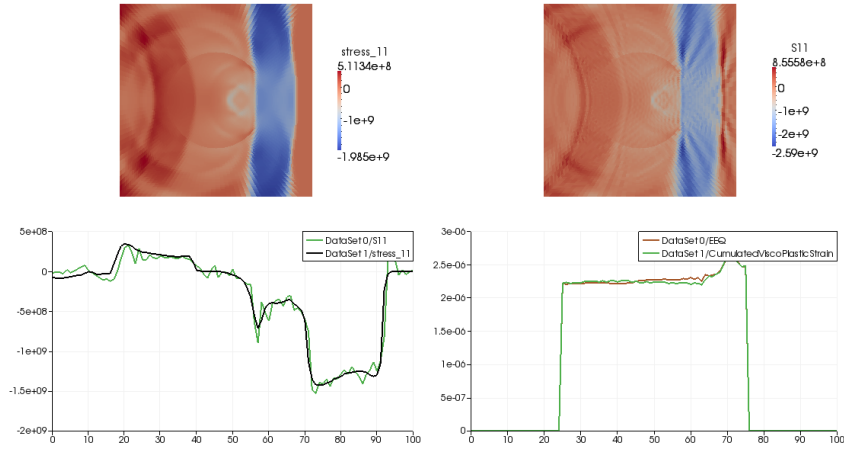 stress_11
5.1134e+8
0
-1e+9
-1.985e+9
S11
8.5558e+8
0
-1e+9
-2e+9
-2.59e+9
5e+08
0
-5e+08
-1e+09
-1.5e+09
-2e+09
0 10 20 30 40 50 60 70 80 90 100
DataSet 0/S11
DataSet 1/stress_11
3e-06
2.5e-06
2e-06
1.5e-06
1e-06
5e-07
0
0 10 20 30 40 50 60 70 80 90 100
DataSet 0/EEQ
DataSet 1/CumulatedViscoPlasticStrain